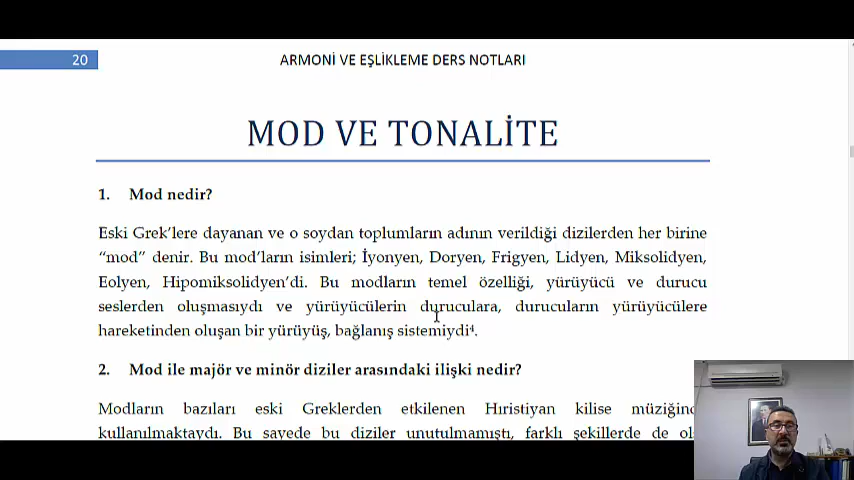 20
ARMONİ VE EŞLİKLEME DERS NOTLARI
MOD VE TONALİTE
1. Mod nedir?
Eski Grek’lere dayanan ve o soydan toplumların adının verildiği dizilerden her birine
“mod” denir. Bu mod’ların isimleri; İyonyen, Doryen, Frigyen, Lidyen, Miksolidyen,
Eolyen, Hipomiksolidyen’di. Bu modların temel özelliği, yürüyücü ve durucu
seslerden oluşmasıydı ve yürüyücülerin duruculara, durucuların yürüyücülere
hareketinden oluşan bir yürüyüş, bağlanış sistemiydi⁴.
2. Mod ile majör ve minör diziler arasındaki ilişki nedir?
Modların bazıları eski Greklerden etkilenen Hıristiyan kilise
kullanılmaktaydı. Bu sayede bu diziler unutulmamıştı, farklı şekillerde de